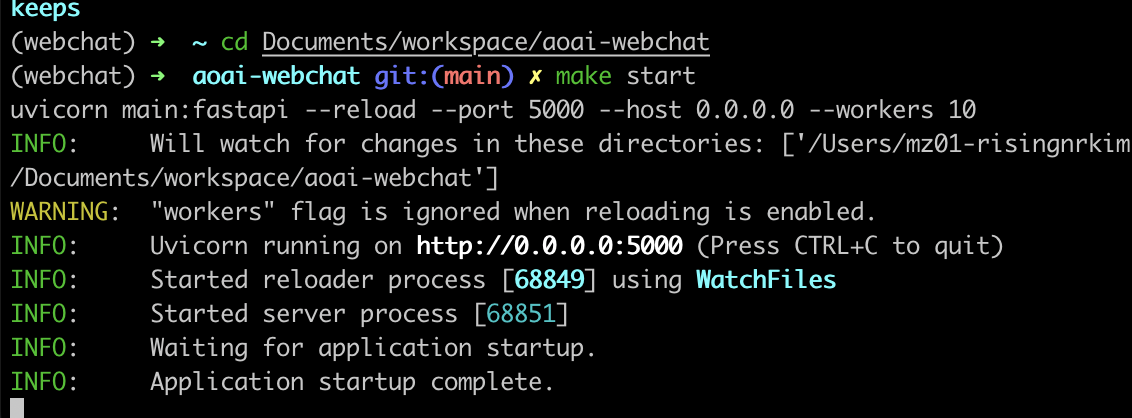 keeps
(webchat) ➜  ~ cd Documents/workspace/aoai-webchat
(webchat) ➜  aoai-webchat git:(main) ✗ make start
uvicorn main:fastapi --reload --port 5000 --host 0.0.0.0 --workers 10
INFO:     Will watch for changes in these directories: ['/Users/mz01-risingnrkim
/Documents/workspace/aoai-webchat']
WARNING:  "workers" flag is ignored when reloading is enabled.
INFO:     Uvicorn running on http://0.0.0.0:5000 (Press CTRL+C to quit)
INFO:     Started reloader process [68849] using WatchFiles
INFO:     Started server process [68851]
INFO:     Waiting for application startup.
INFO:     Application startup complete.